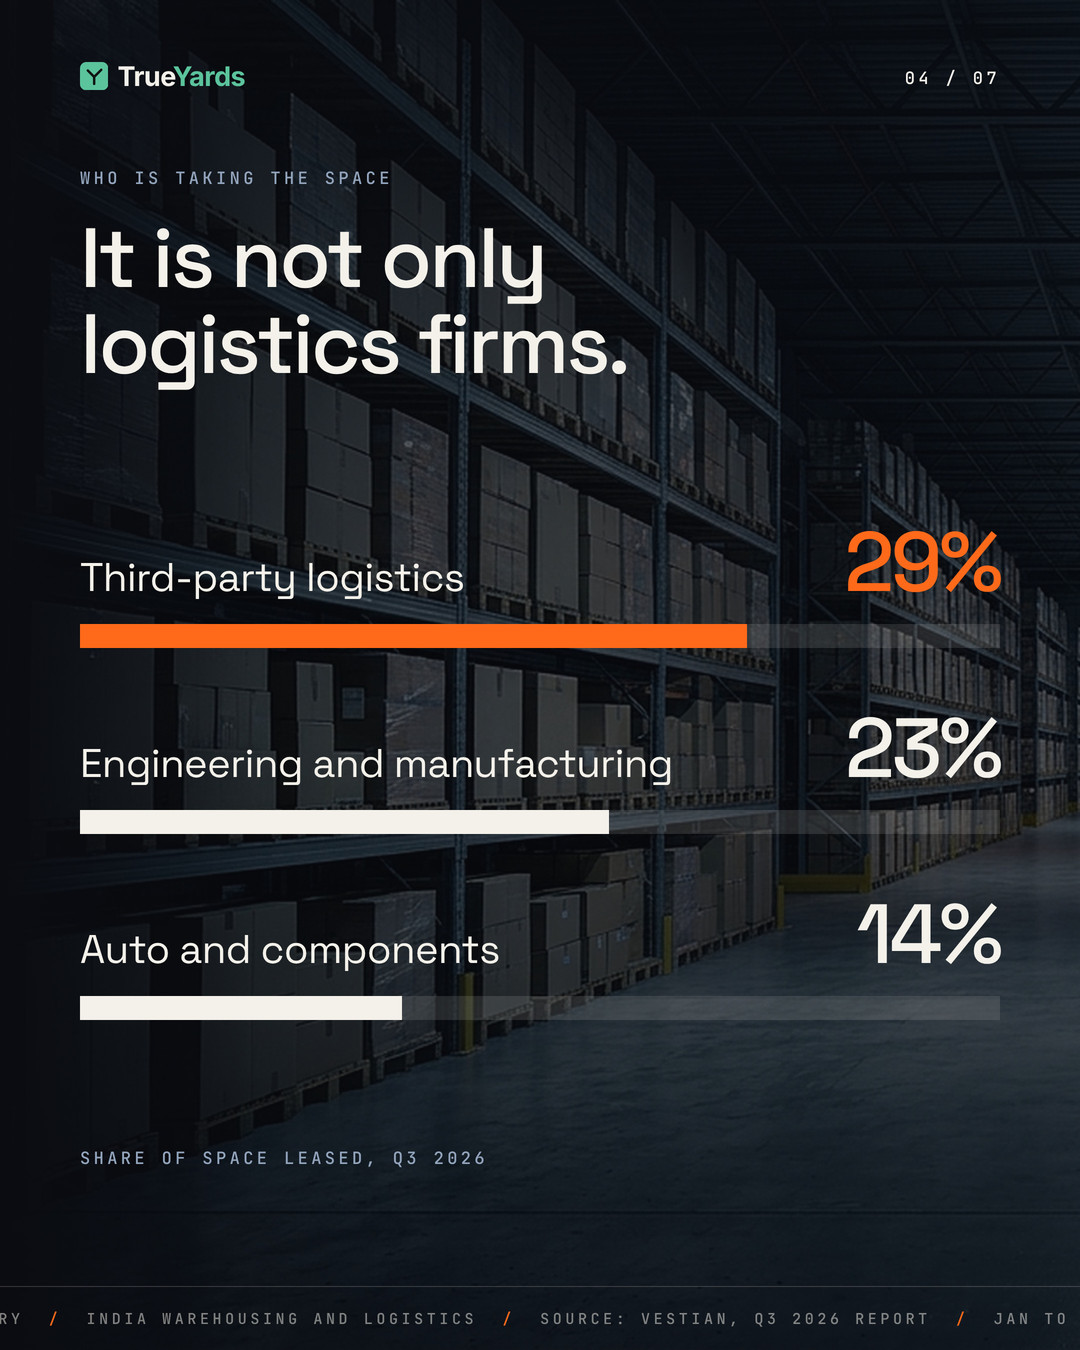 TrueYards
04 / 07
WHO IS TAKING THE SPACE
It is not only
logistics firms.
Third-party logistics
29%
Engineering and manufacturing
23%
Auto and components
14%
SHARE OF SPACE LEASED, Q3 2026
RY / INDIA WAREHOUSING AND LOGISTICS / SOURCE: VESTIAN, Q3 2026 REPORT / JAN TO